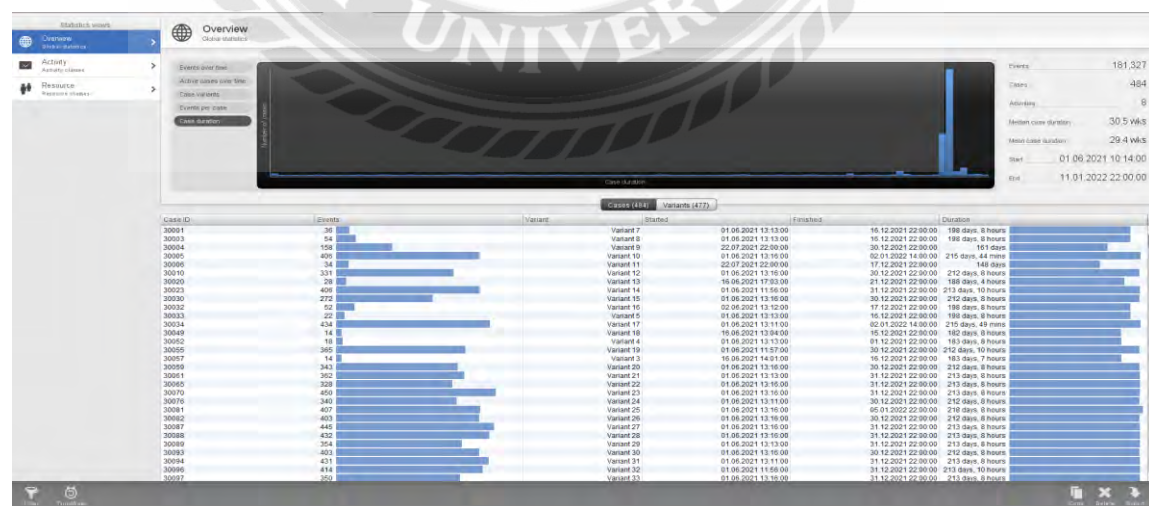 UNIVER
Statistics views
Overview
Global statistics
Activity
Activity classes
Resource
Resource classes
Overview
Global statistics
Events over time
Active cases over time
Case variants
Events per case
Case duration
Number of cases
Case duration
Events 181,327
Cases 484
Activities 8
Median case duration 30.5 wks
Mean case duration 29.4 wks
Start 01.06.2021 10:14:00
End 11.01.2022 22:00:00
Cases (484) Variants (477)
Case ID Events Variant Started Finished Duration
30001 36 Variant 7 01.06.2021 13:13:00 16.12.2021 22:00:00 198 days, 8 hours
30003 54 Variant 8 01.06.2021 13:13:00 16.12.2021 22:00:00 198 days, 8 hours
30004 158 Variant 9 22.07.2021 22:00:00 30.12.2021 22:00:00 161 days
30005 406 Variant 10 01.06.2021 13:16:00 02.01.2022 14:00:00 215 days, 44 mins
30006 34 Variant 11 22.07.2021 22:00:00 17.12.2021 22:00:00 148 days
30010 331 Variant 12 01.06.2021 13:16:00 30.12.2021 22:00:00 212 days, 8 hours
30020 28 Variant 13 16.06.2021 17:03:00 21.12.2021 22:00:00 188 days, 4 hours
30023 406 Variant 14 01.06.2021 11:56:00 31.12.2021 22:00:00 213 days, 10 hours
30030 272 Variant 15 01.06.2021 13:16:00 30.12.2021 22:00:00 212 days, 8 hours
30032 52 Variant 16 02.06.2021 13:12:00 17.12.2021 22:00:00 198 days, 8 hours
30033 22 Variant 5 01.06.2021 13:13:00 16.12.2021 22:00:00 198 days, 8 hours
30034 434 Variant 17 01.06.2021 13:11:00 02.01.2022 14:00:00 215 days, 49 mins
30049 14 Variant 18 16.06.2021 13:04:00 15.12.2021 22:00:00 182 days, 8 hours
30052 18 Variant 4 01.06.2021 13:13:00 01.12.2021 22:00:00 183 days, 8 hours
30055 365 Variant 19 01.06.2021 11:57:00 30.12.2021 22:00:00 212 days, 10 hours
30057 14 Variant 3 16.06.2021 14:01:00 16.12.2021 22:00:00 183 days, 7 hours
30059 343 Variant 20 01.06.2021 13:16:00 30.12.2021 22:00:00 212 days, 8 hours
30061 362 Variant 21 01.06.2021 13:13:00 31.12.2021 22:00:00 213 days, 8 hours
30065 328 Variant 22 01.06.2021 13:16:00 31.12.2021 22:00:00 213 days, 8 hours
30070 450 Variant 23 01.06.2021 13:16:00 31.12.2021 22:00:00 213 days, 8 hours
30076 340 Variant 24 01.06.2021 13:11:00 30.12.2021 22:00:00 212 days, 8 hours
30081 407 Variant 25 01.06.2021 13:16:00 05.01.2022 22:00:00 218 days, 8 hours
30082 403 Variant 26 01.06.2021 13:16:00 30.12.2021 22:00:00 212 days, 8 hours
30087 445 Variant 27 01.06.2021 13:16:00 31.12.2021 22:00:00 213 days, 8 hours
30088 432 Variant 28 01.06.2021 13:16:00 31.12.2021 22:00:00 213 days, 8 hours
30089 354 Variant 29 01.06.2021 13:13:00 31.12.2021 22:00:00 213 days, 8 hours
30093 403 Variant 30 01.06.2021 13:16:00 30.12.2021 22:00:00 212 days, 8 hours
30094 431 Variant 31 01.06.2021 13:11:00 31.12.2021 22:00:00 213 days, 8 hours
30096 414 Variant 32 01.06.2021 11:56:00 31.12.2021 22:00:00 213 days, 10 hours
30097 350 Variant 33 01.06.2021 13:16:00 31.12.2021 22:00:00 213 days, 8 hours
Filter Copy Delete